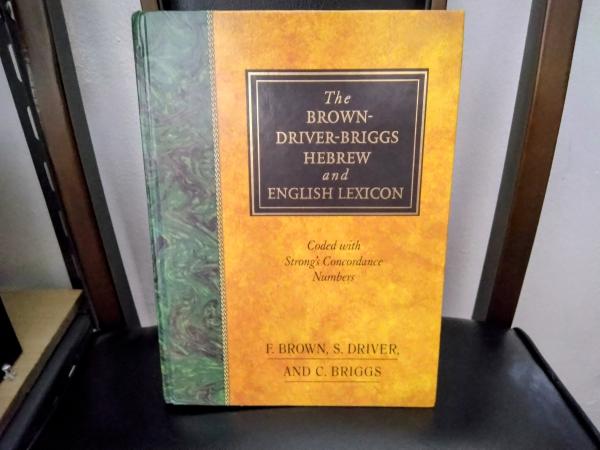 The
BROWN-
DRIVER-BRIGGS
HEBREW
and
ENGLISH LEXICON
Coded with
Strong's Concordance
Numbers
F. BROWN, S. DRIVER,
AND C. BRIGGS